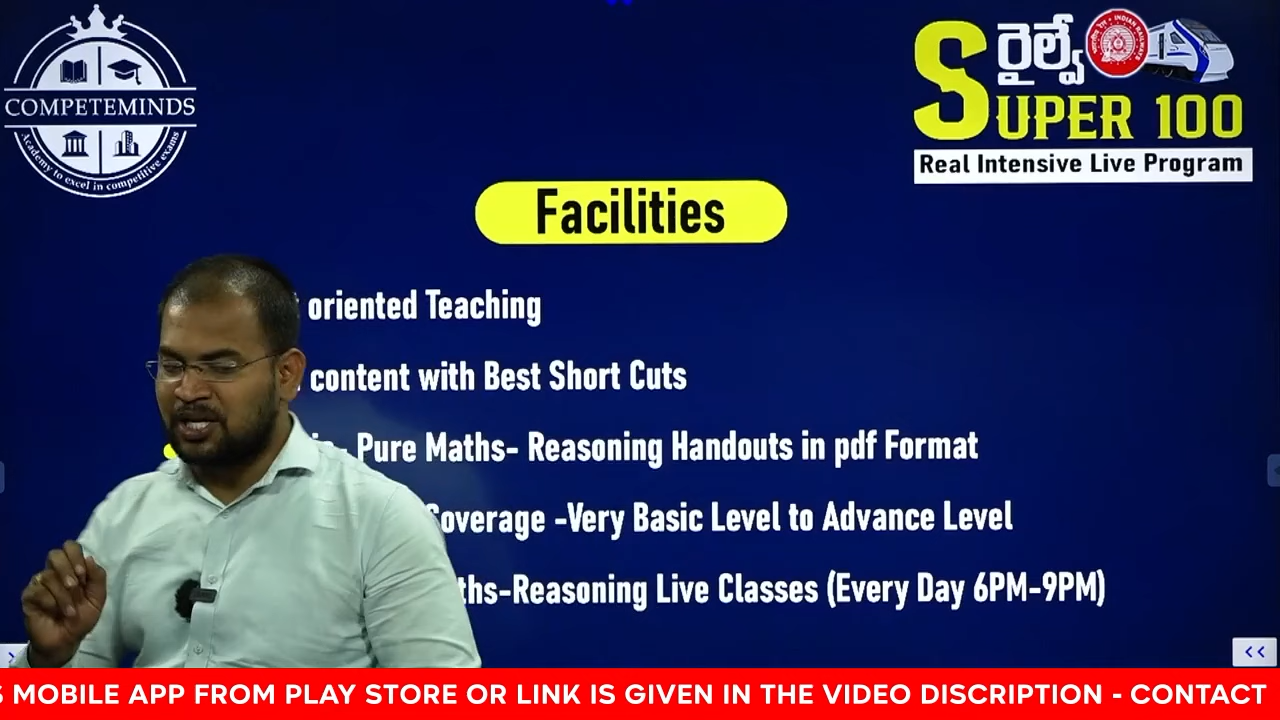 COMPETEMINDS
Academy to excel in competitive exams
రైల్వే
INDIAN RAILWAYS
SUPER 100
Real Intensive Live Program
Facilities
oriented Teaching
content with Best Short Cuts
- Pure Maths- Reasoning Handouts in pdf Format
Coverage -Very Basic Level to Advance Level
-Reasoning Live Classes (Every Day 6PM-9PM)
<<
MOBILE APP FROM PLAY STORE OR LINK IS GIVEN IN THE VIDEO DISCRIPTION - CONTACT